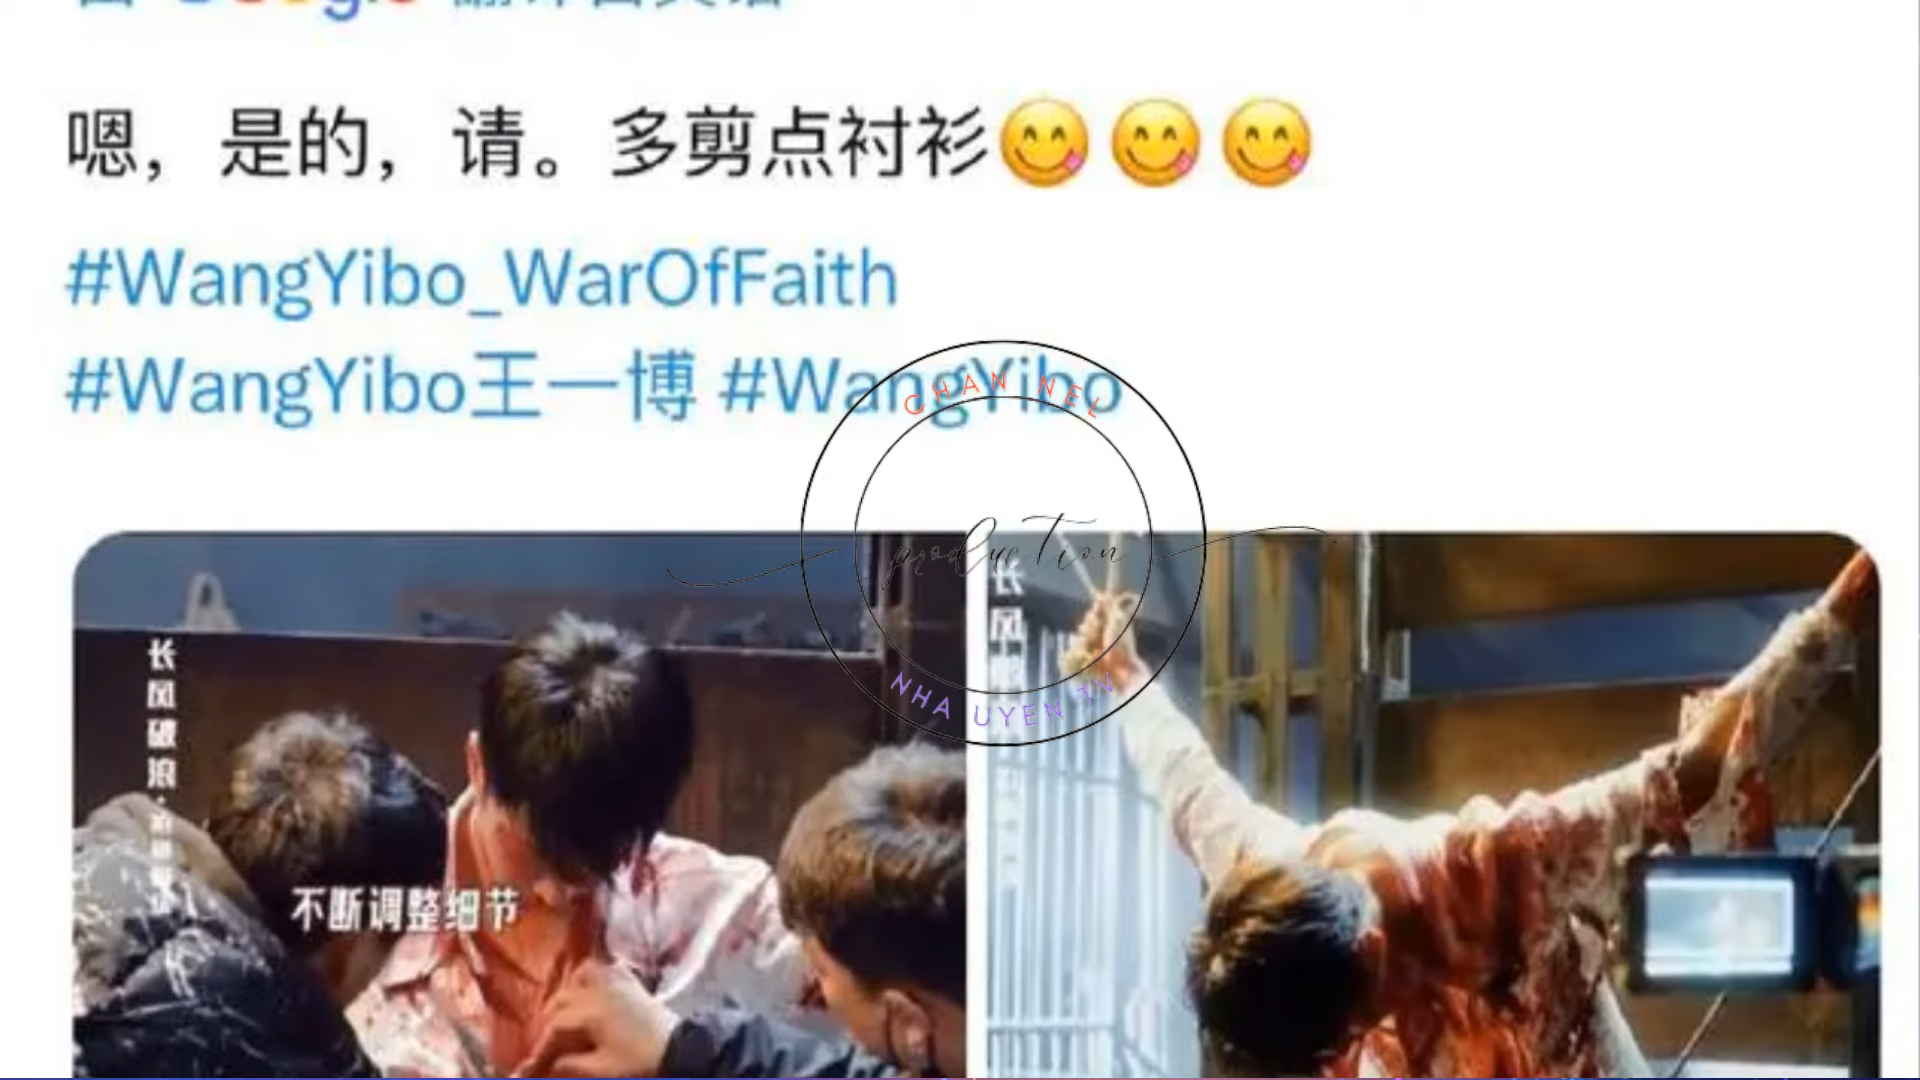 嗯，是的，请。多剪点衬衫😋😋😋
#WangYibo_WarOfFaith
#WangYibo王一博 #WangYibo
CHAN NEL
production
NHA UYEN TV
长风破浪
不断调整细节
长风